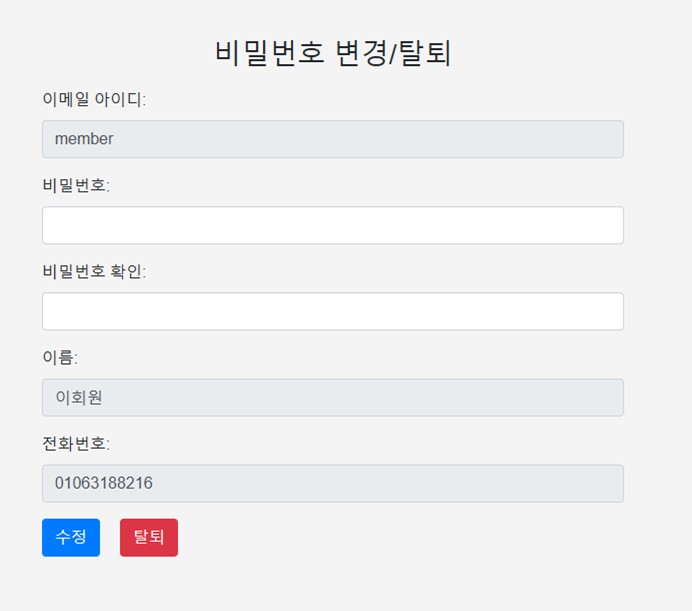 비밀번호 변경/탈퇴
이메일 아이디:
member
비밀번호:
비밀번호 확인:
이름:
이회원
전화번호:
01063188216
수정 탈퇴